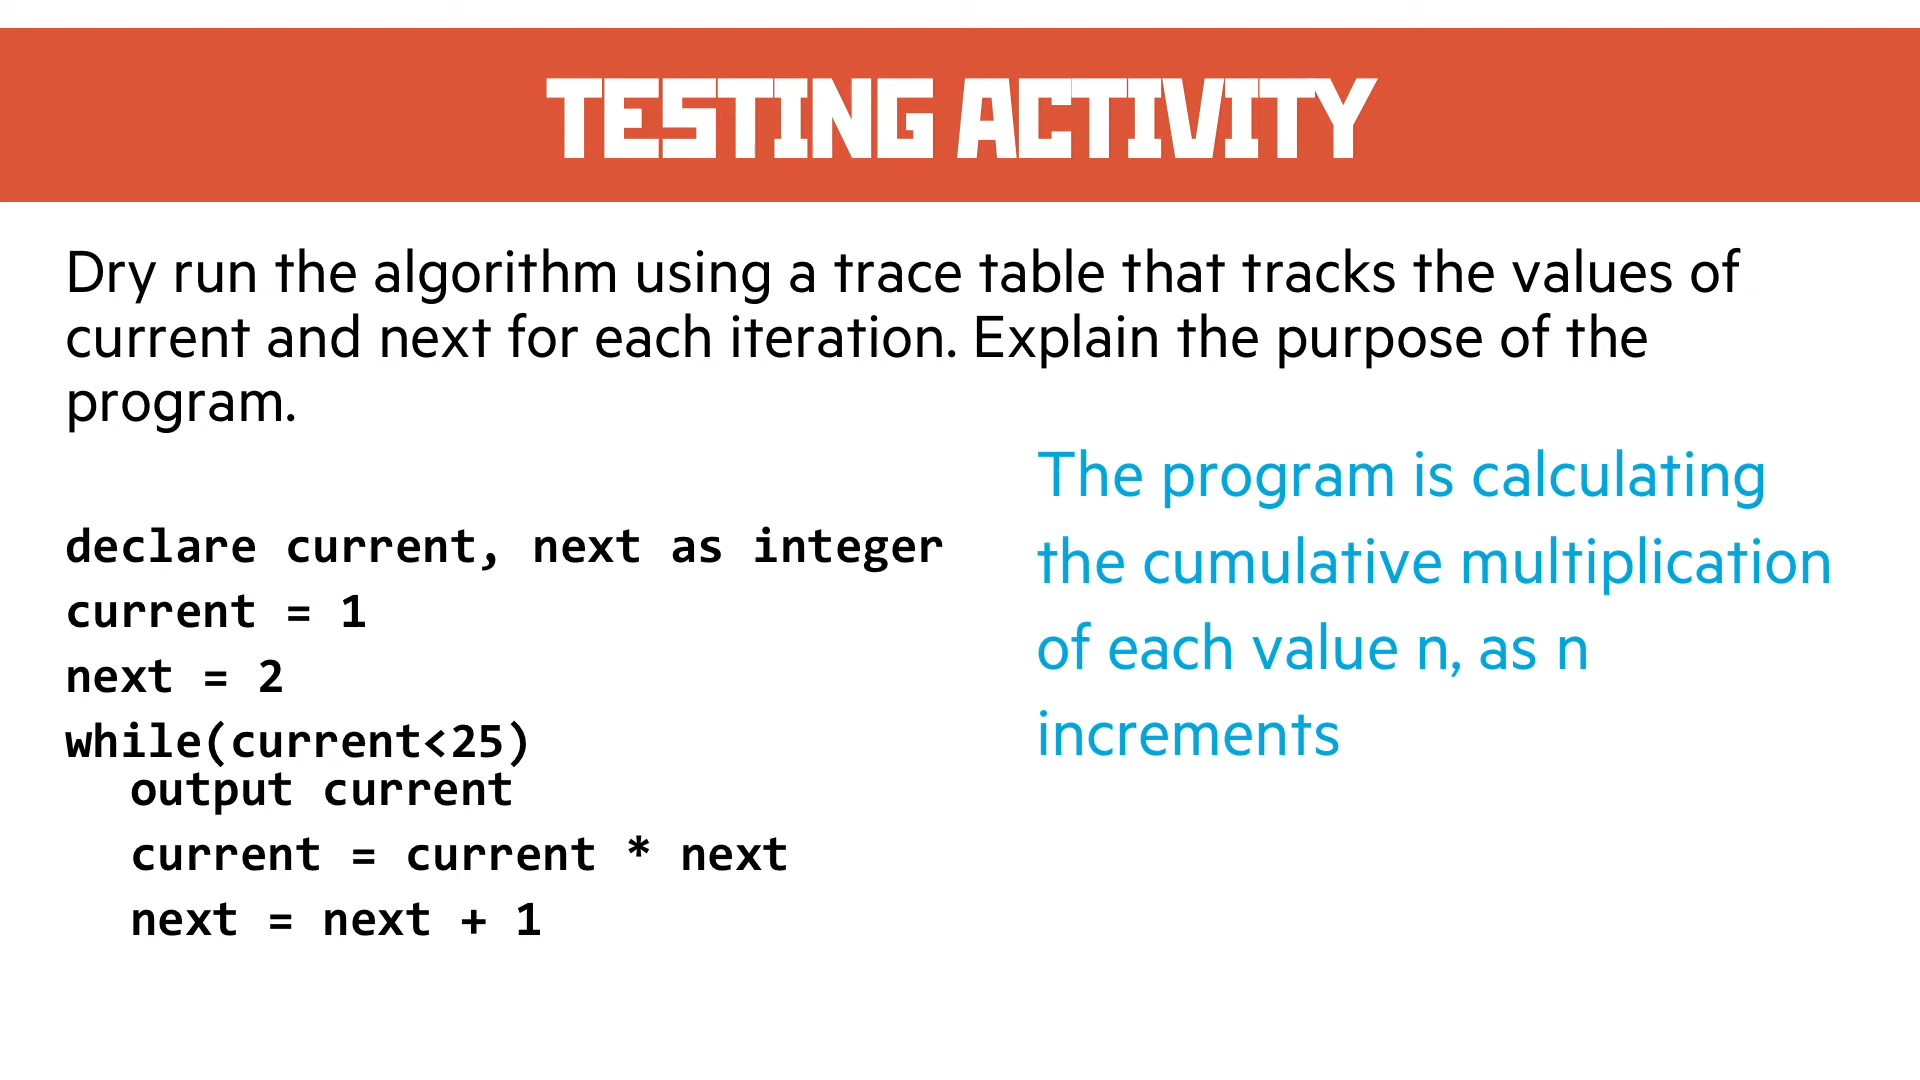 TESTING ACTIVITY
Dry run the algorithm using a trace table that tracks the values of
current and next for each iteration. Explain the purpose of the
program.
declare current, next as integer
current = 1
next = 2
while(current<25)
output current
current = current * next
next = next + 1
The program is calculating
the cumulative multiplication
of each value n, as n
increments